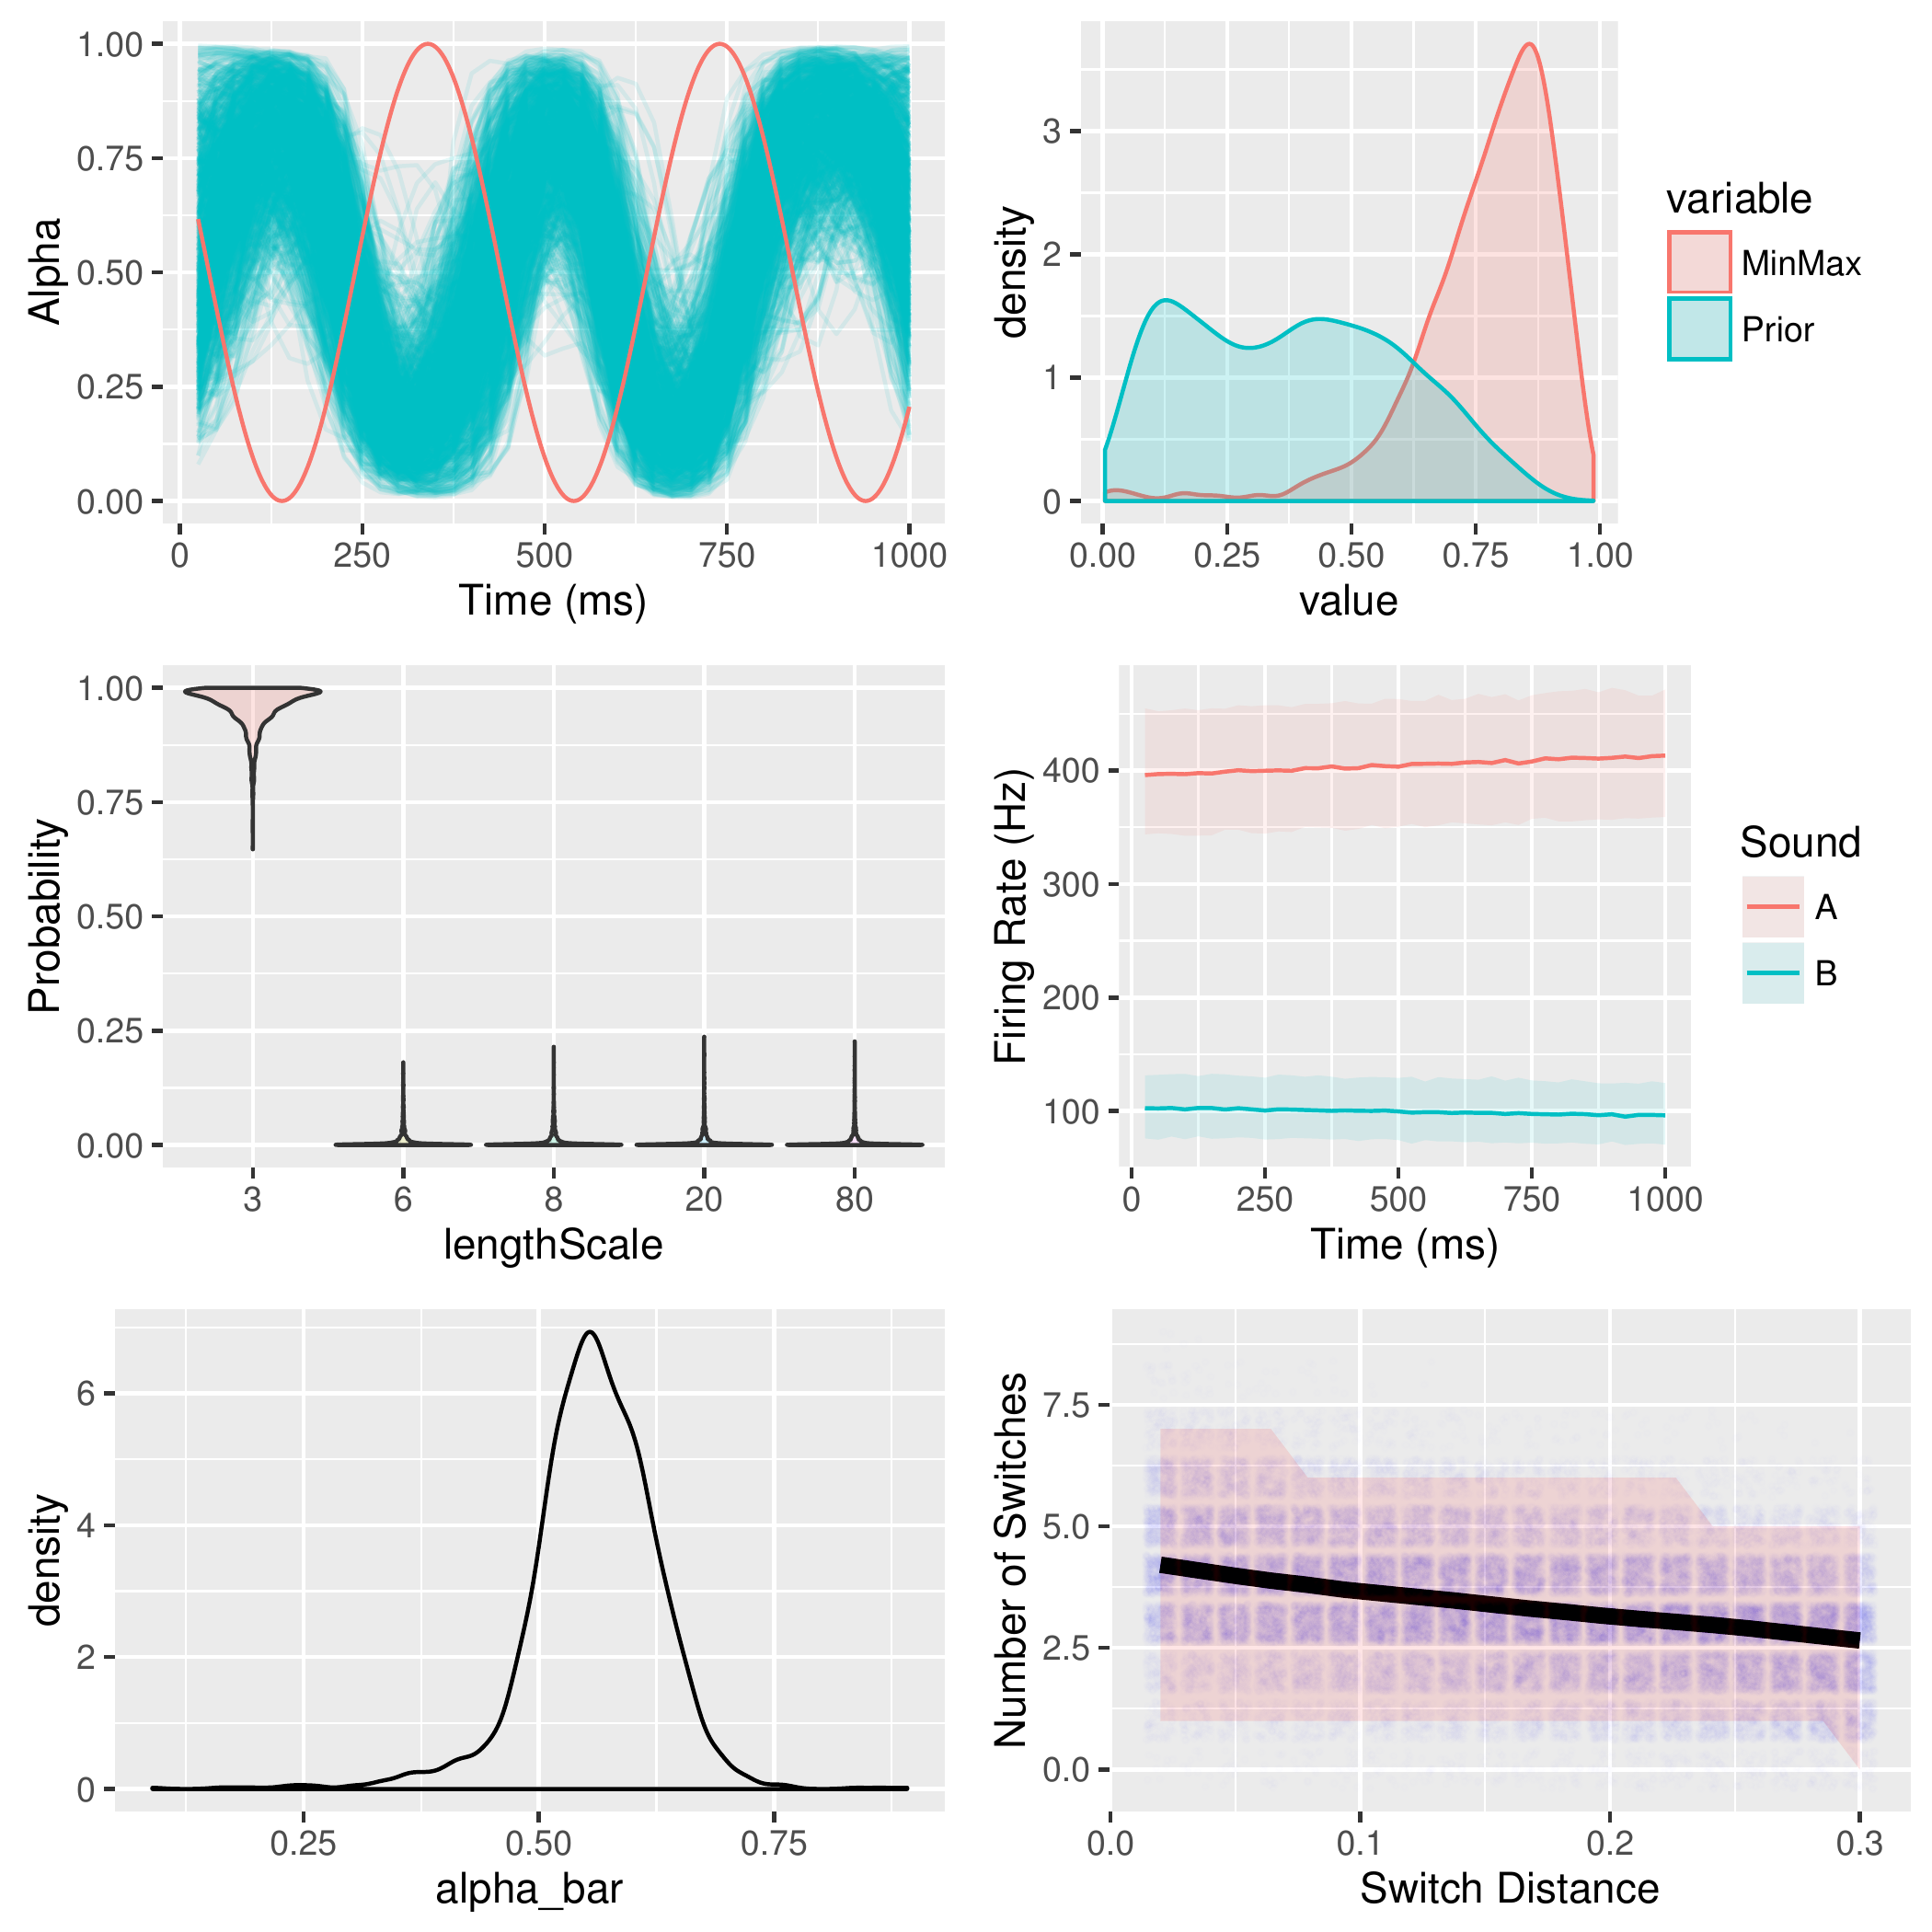 1.00
0.75
0.50
0.25
0.00
Alpha
0 250 500 750 1000
Time (ms)
3
2
1
0
density
0.00 0.25 0.50 0.75 1.00
value
variable
MinMax
Prior
1.00
0.75
0.50
0.25
0.00
Probability
3 6 8 20 80
lengthScale
400
300
200
100
Firing Rate (Hz)
0 250 500 750 1000
Time (ms)
Sound
A
B
6
4
2
0
density
0.25 0.50 0.75
alpha_bar
7.5
5.0
2.5
0.0
Number of Switches
0.0 0.1 0.2 0.3
Switch Distance